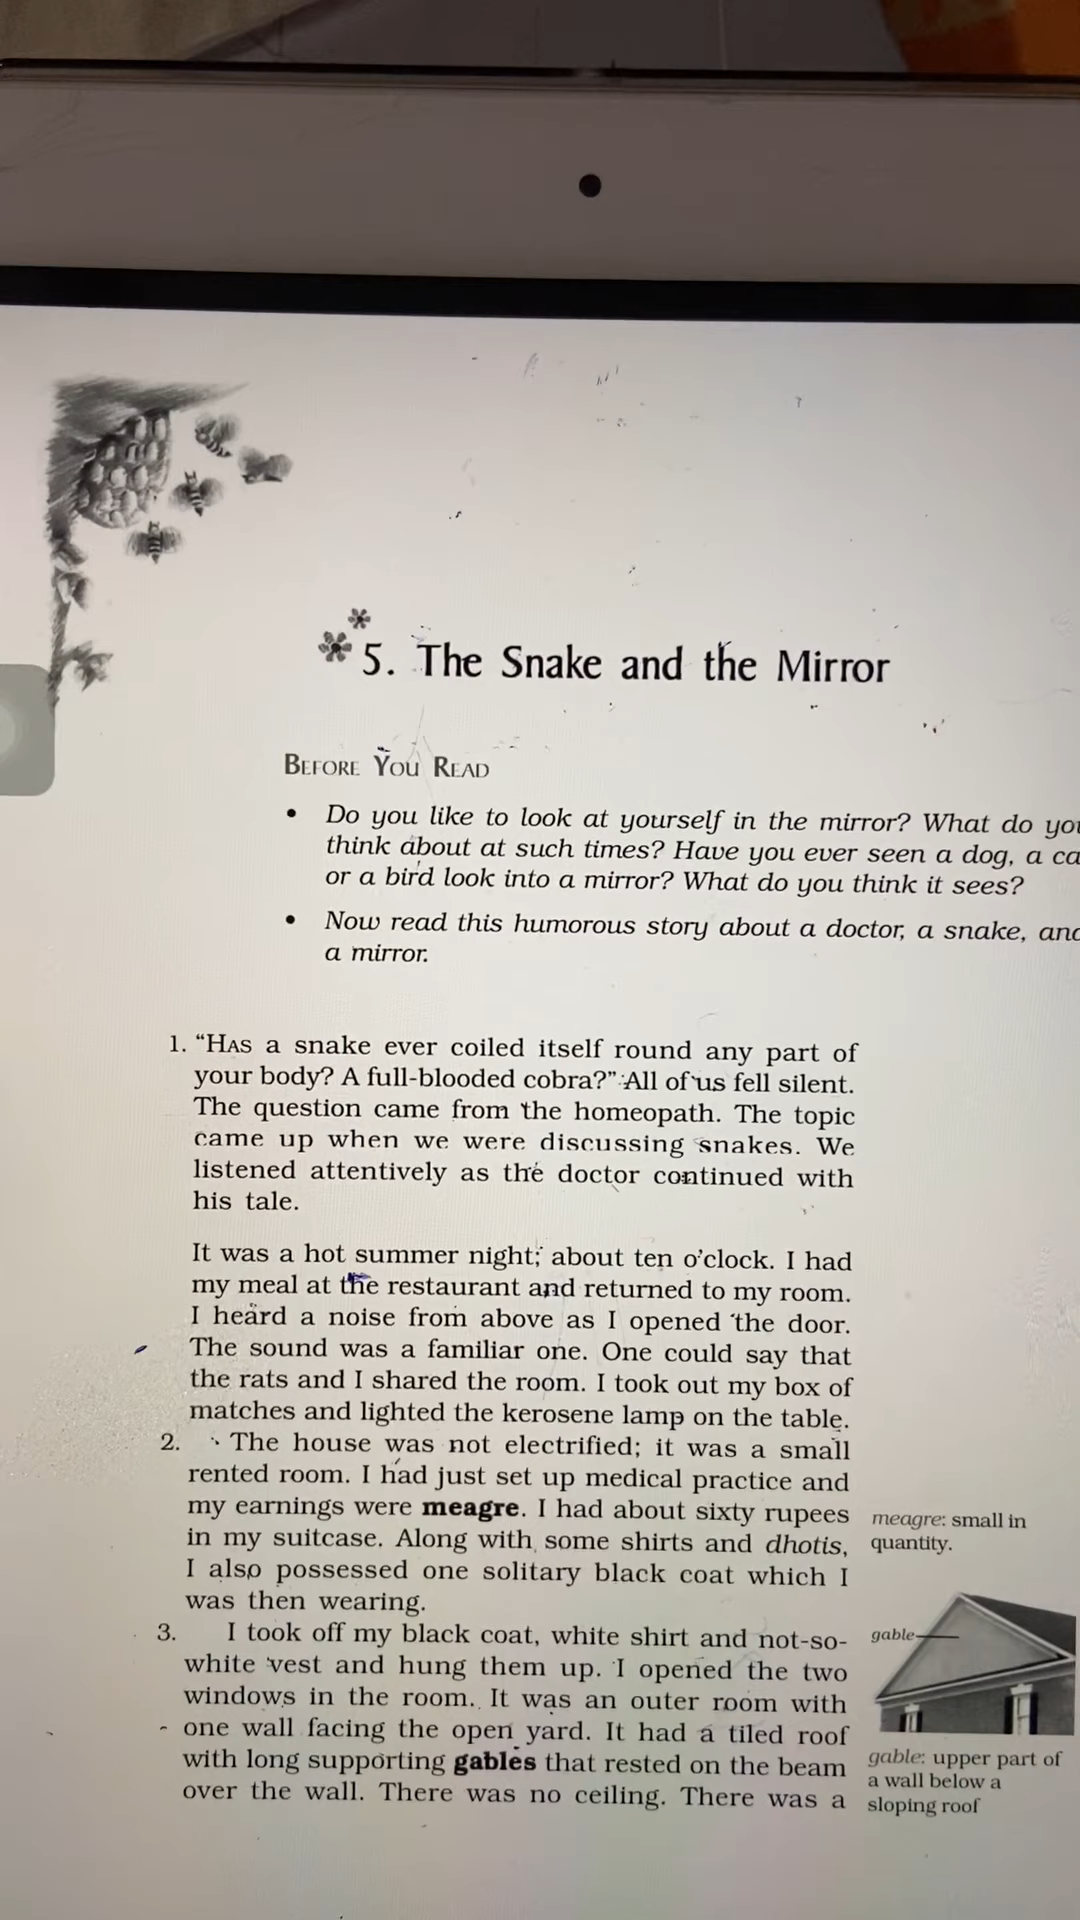 5. The Snake and the Mirror
BEFORE YOU READ
• Do you like to look at yourself in the mirror? What do
think about at such times? Have you ever seen a dog, a
or a bird look into a mirror? What do you think it sees?
• Now read this humorous story about a doctor, a snake,
a mirror.
1. “HAS a snake ever coiled itself round any part of
your body? A full-blooded cobra?” All of us fell silent.
The question came from the homeopath. The topic
came up when we were discussing snakes. We
listened attentively as the doctor continued with
his tale.
It was a hot summer night; about ten o’clock. I had
my meal at the restaurant and returned to my room.
I heard a noise from above as I opened the door.
The sound was a familiar one. One could say that
the rats and I shared the room. I took out my box of
matches and lighted the kerosene lamp on the table.
2. The house was not electrified; it was a small
rented room. I had just set up medical practice and
my earnings were meagre. I had about sixty rupees
in my suitcase. Along with some shirts and dhotis,
I also possessed one solitary black coat which I
was then wearing.
meagre: small in
quantity.
3. I took off my black coat, white shirt and not-so-
white vest and hung them up. I opened the two
windows in the room. It was an outer room with
one wall facing the open yard. It had a tiled roof
with long supporting gables that rested on the beam
over the wall. There was no ceiling. There was a
gable
gable: upper part of
a wall below a
sloping roof